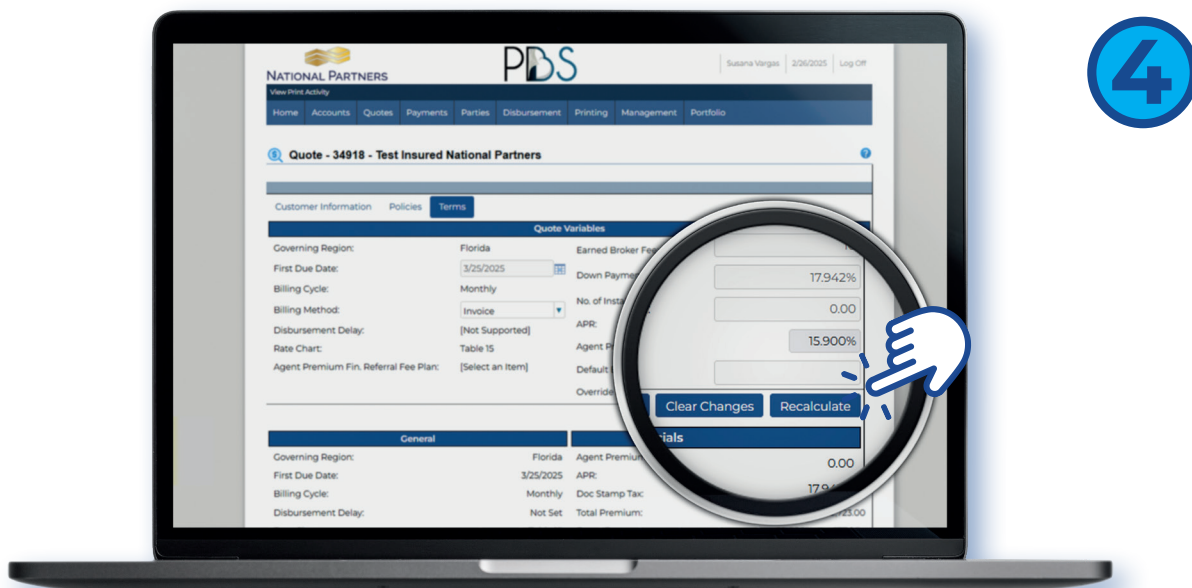 4
NATIONAL PARTNERS
PBS
Susana Vargas 2/26/2025 Log Off
View Print Activity
Home Accounts Quotes Payments Parties Disbursement Printing Management Portfolio
Quote - 34918 - Test Insured National Partners
?
Customer Information Policies Terms
Quote Variables
Governing Region: Florida Earned Broker Fee
First Due Date: 3/25/2025 Down Payment 17.942%
Billing Cycle: Monthly
Billing Method: Invoice No. of Inst 0.00
Disbursement Delay: [Not Supported] APR: 15.900%
Rate Chart: Table 15 Agent P
Agent Premium Fin. Referral Fee Plan: [Select an Item] Default
Override
Clear Changes Recalculate
General ials
Governing Region: Florida Agent Premium 0.00
First Due Date: 3/25/2025 APR: 17.94
Billing Cycle: Monthly Doc Stamp Tax:
Disbursement Delay: Not Set Total Premium: 23.00